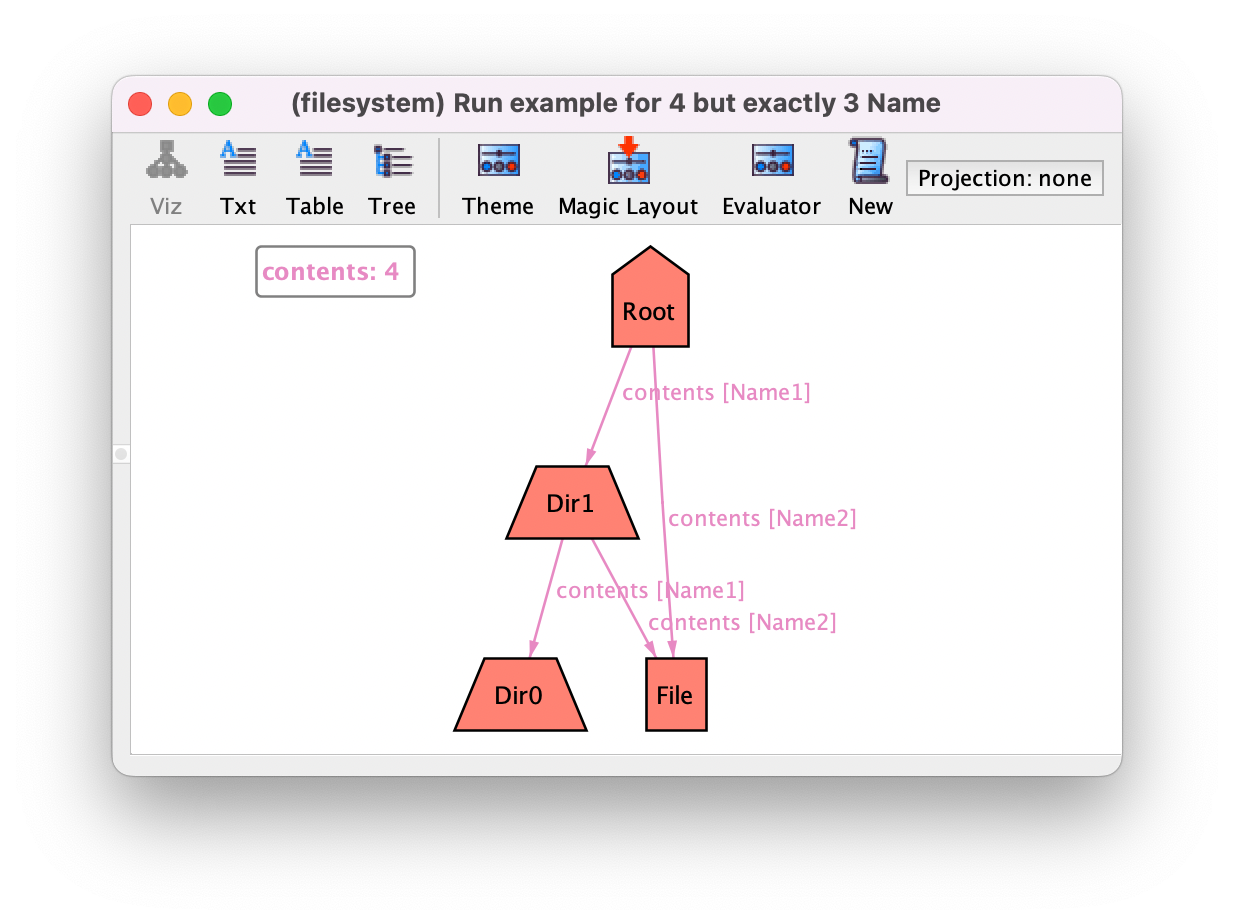 (filesystem) Run example for 4 but exactly 3 Name
Viz Txt Table Tree Theme Magic Layout Evaluator New Projection: none
contents: 4
Root
contents [Name1]
Dir1
contents [Name2]
contents [Name1]
contents [Name2]
Dir0
File